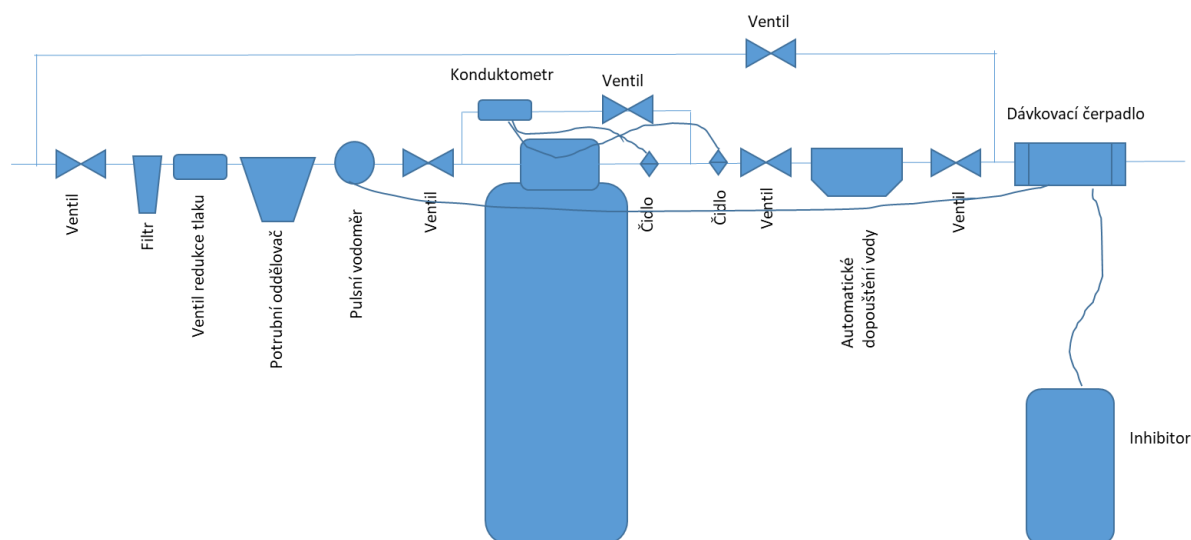 Ventil
Konduktometr
Ventil
Dávkovací čerpadlo
Ventil
Filtr
Ventil redukce tlaku
Potrubní oddělovač
Pulsní vodoměr
Ventil
Čidlo
Čidlo
Ventil
Automatické
dopouštění vody
Ventil
Inhibitor